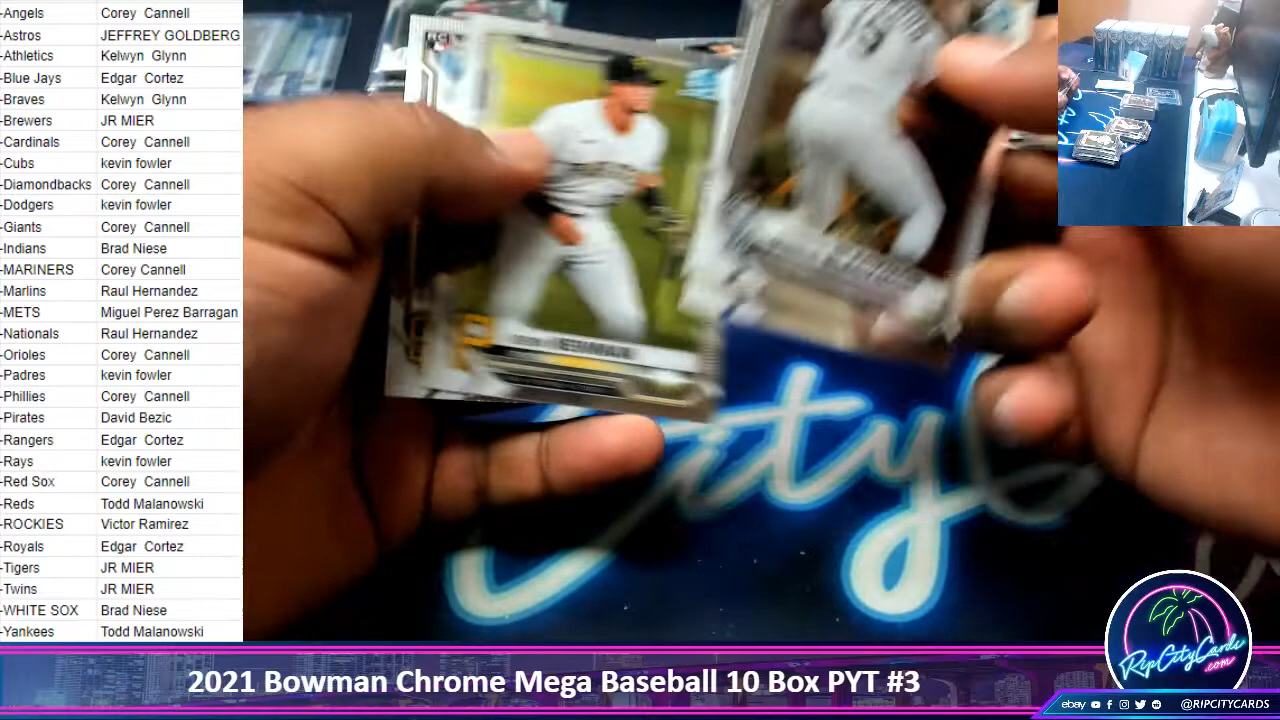 -Angels Corey Cannell
-Astros JEFFREY GOLDBERG
-Athletics Kelwyn Glynn
-Blue Jays Edgar Cortez
-Braves Kelwyn Glynn
-Brewers JR MIER
-Cardinals Corey Cannell
-Cubs kevin fowler
-Diamondbacks Corey Cannell
-Dodgers kevin fowler
-Giants Corey Cannell
-Indians Brad Niese
-MARINERS Corey Cannell
-Marlins Raul Hernandez
-METS Miguel Perez Barragan
-Nationals Raul Hernandez
-Orioles Corey Cannell
-Padres kevin fowler
-Phillies Corey Cannell
-Pirates David Bezic
-Rangers Edgar Cortez
-Rays kevin fowler
-Red Sox Corey Cannell
-Reds Todd Malanowski
-ROCKIES Victor Ramirez
-Royals Edgar Cortez
-Tigers JR MIER
-Twins JR MIER
-WHITE SOX Brad Niese
-Yankees Todd Malanowski
RC
P
City
RipCityCards
.com
2021 Bowman Chrome Mega Baseball 10 Box PYT #3
ebay @RIPCITYCARDS